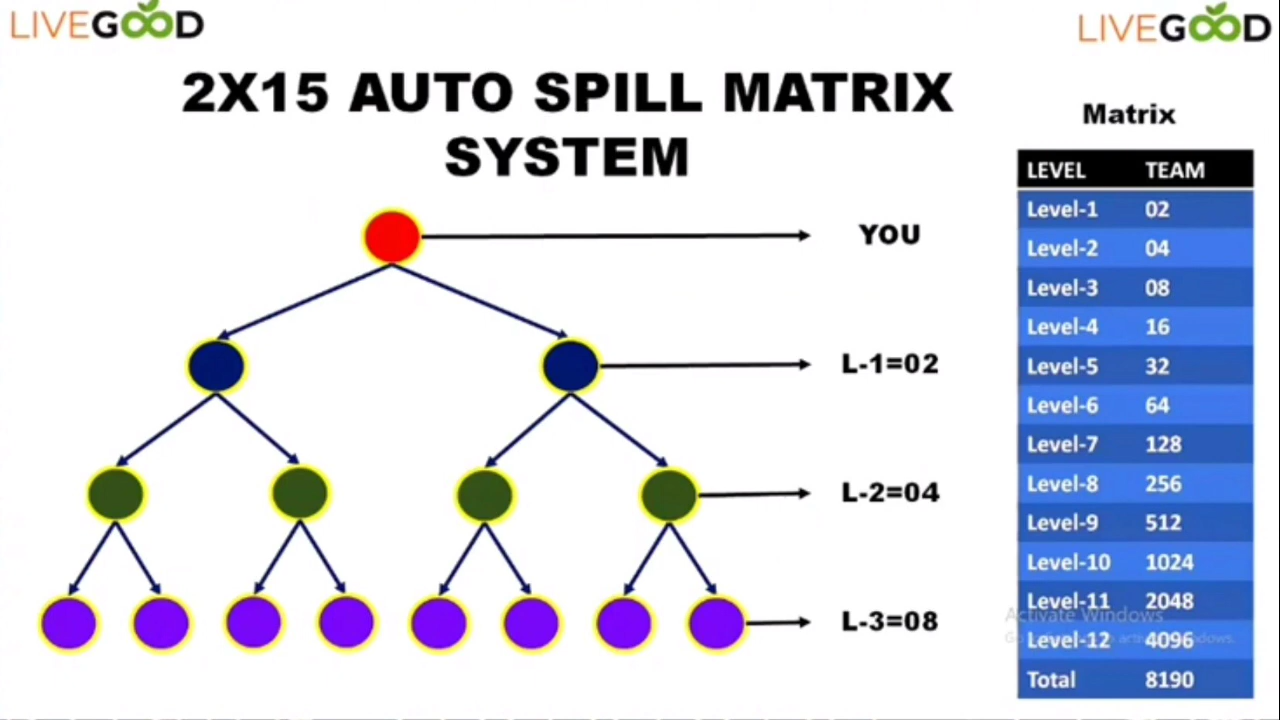 LIVEGOOD
LIVEGOOD
2X15 AUTO SPILL MATRIX
SYSTEM
Matrix
LEVEL TEAM
Level-1 02
Level-2 04
Level-3 08
Level-4 16
Level-5 32
Level-6 64
Level-7 128
Level-8 256
Level-9 512
Level-10 1024
Level-11 2048
Level-12 4096
Total 8190
YOU
L-1=02
L-2=04
L-3=08
Activate Windows